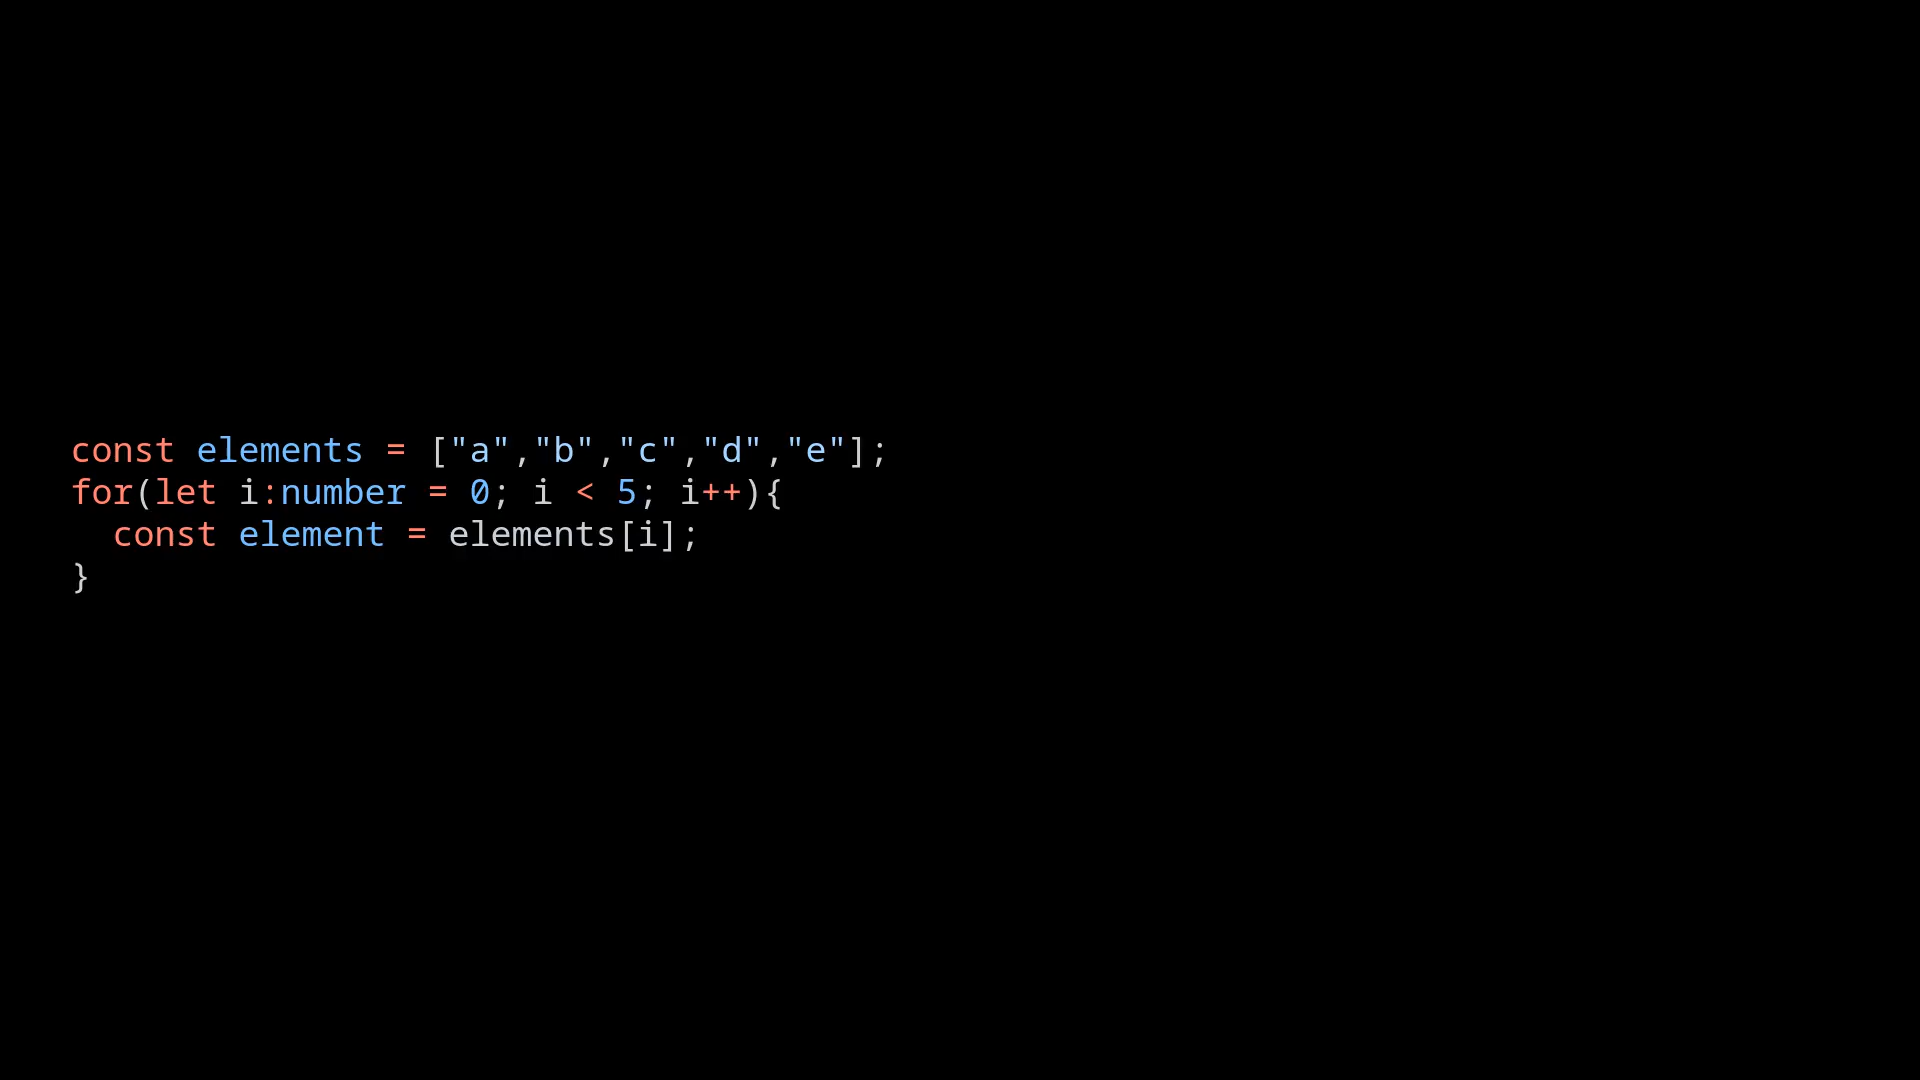 const elements = ["a","b","c","d","e"];
for(let i:number = 0; i < 5; i++){
  const element = elements[i];
}